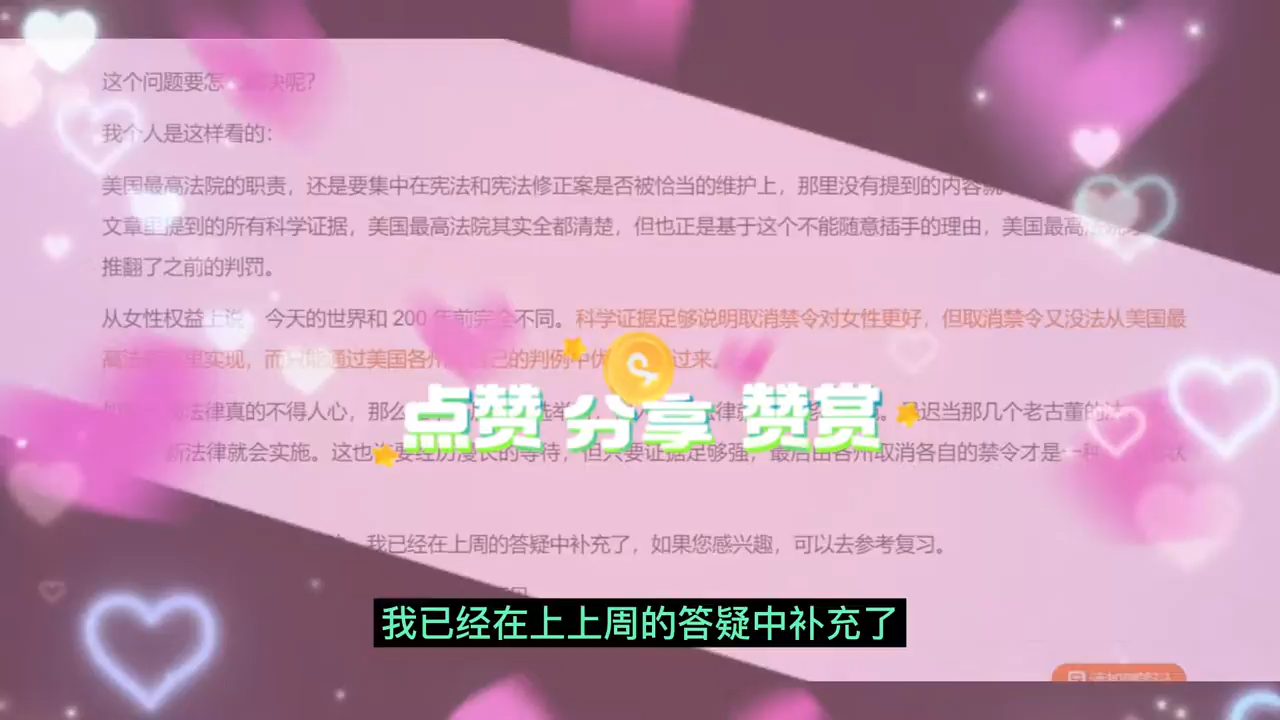 这个问题要怎 决呢？
我个人是这样看的：
美国最高法院的职责，还是要集中在宪法和宪法修正案是否被恰当的维护上，那里没有提到的内容就
文章里提到的所有科学证据，美国最高法院其实全都清楚，但也正是基于这个不能随意插手的理由，美国最高法院
推翻了之前的判罚。
从女性权益上说 今天的世界和 200 年前完全不同。科学证据足够说明取消禁令对女性更好，但取消禁令又没法从美国最
高法 里实现，而只能通过美国各州 己的判例中 过来。
点赞 分享 赞赏
法律真的不得人心，那么 选举 法律 迟当那几个老古董的
新法律就会实施。这也 要经历漫长的等待，但只要证据足够强，最后由各州取消各自的禁令才是一种
我已经在上周的答疑中补充了，如果您感兴趣，可以去参考复习。
我已经在上上周的答疑中补充了